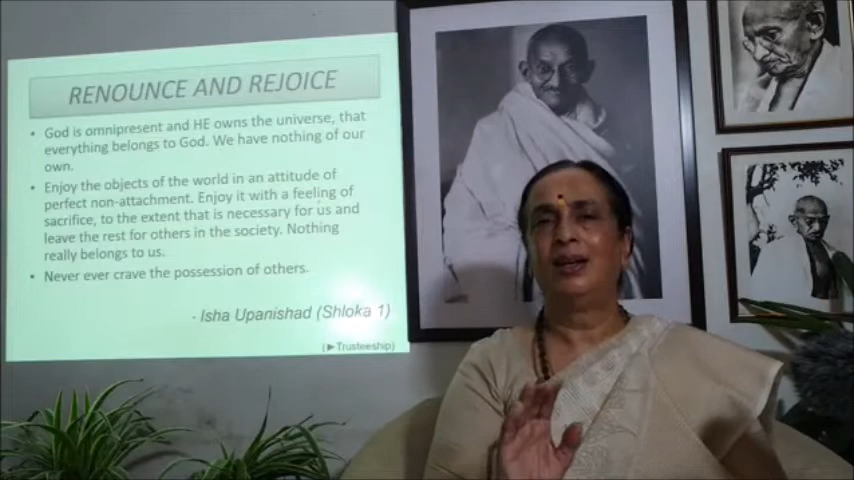 RENOUNCE AND REJOICE
• God is omnipresent and HE owns the universe, that
everything belongs to God. We have nothing of our
own.
• Enjoy the objects of the world in an attitude of
perfect non-attachment. Enjoy it with a feeling of
sacrifice, to the extent that is necessary for us and
leave the rest for others in the society. Nothing
really belongs to us.
• Never ever crave the possession of others.
- Isha Upanishad (Shloka 1)
(►Trusteeship)